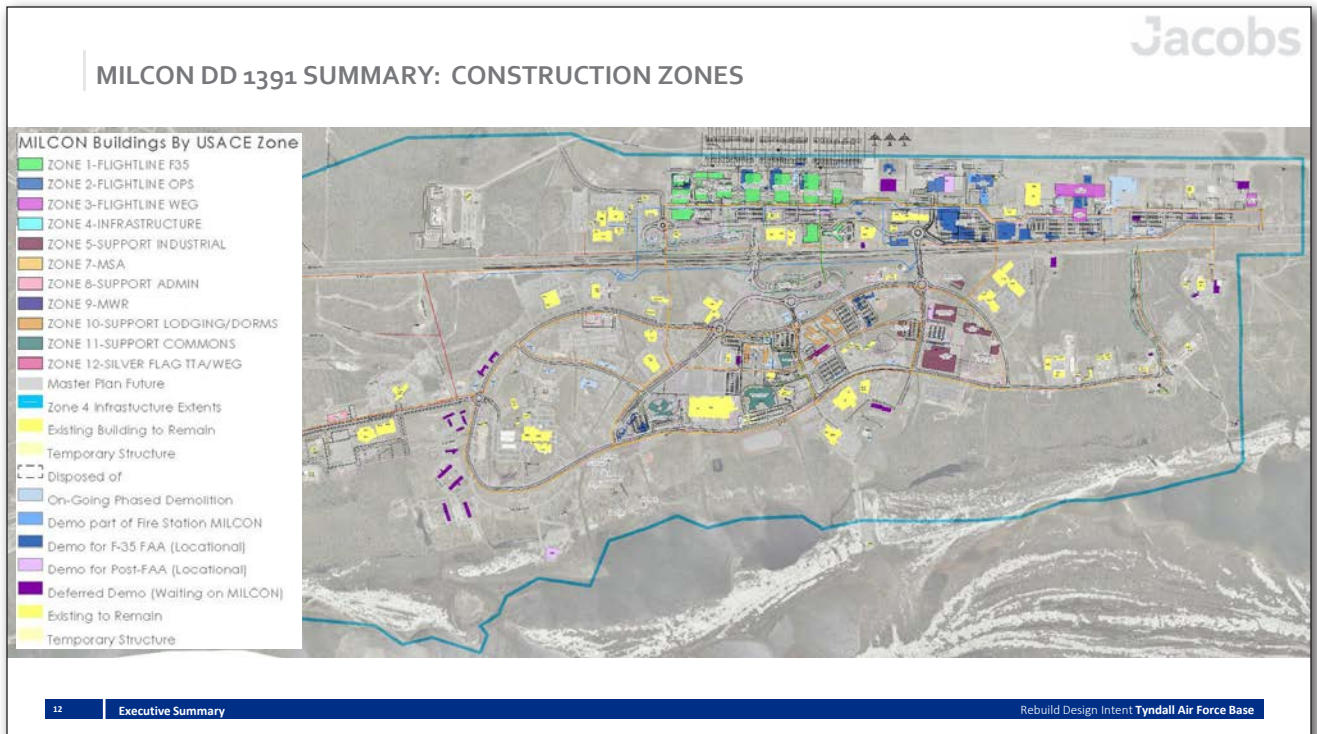 Jacobs
MILCON DD 1391 SUMMARY: CONSTRUCTION ZONES
MILCON Buildings By USACE Zone
ZONE 1-FLIGHTLINE F35
ZONE 2-FLIGHTLINE OPS
ZONE 3-FLIGHTLINE WEG
ZONE 4-INFRASTRUCTURE
ZONE 5-SUPPORT INDUSTRIAL
ZONE 7-MSA
ZONE 8-SUPPORT ADMIN
ZONE 9-MWR
ZONE 10-SUPPORT LODGING/DORMS
ZONE 11-SUPPORT COMMONS
ZONE 12-SILVER FLAG TTA/WEG
Master Plan Future
Zone 4 Infrastucture Extents
Existing Building to Remain
Temporary Structure
Disposed of
On-Going Phased Demolition
Demo part of Fire Station MILCON
Demo for F-35 FAA (Locational)
Demo for Post-FAA (Locational)
Deferred Demo (Waiting on MILCON)
Existing to Remain
Temporary Structure
12 Executive Summary Rebuild Design Intent Tyndall Air Force Base